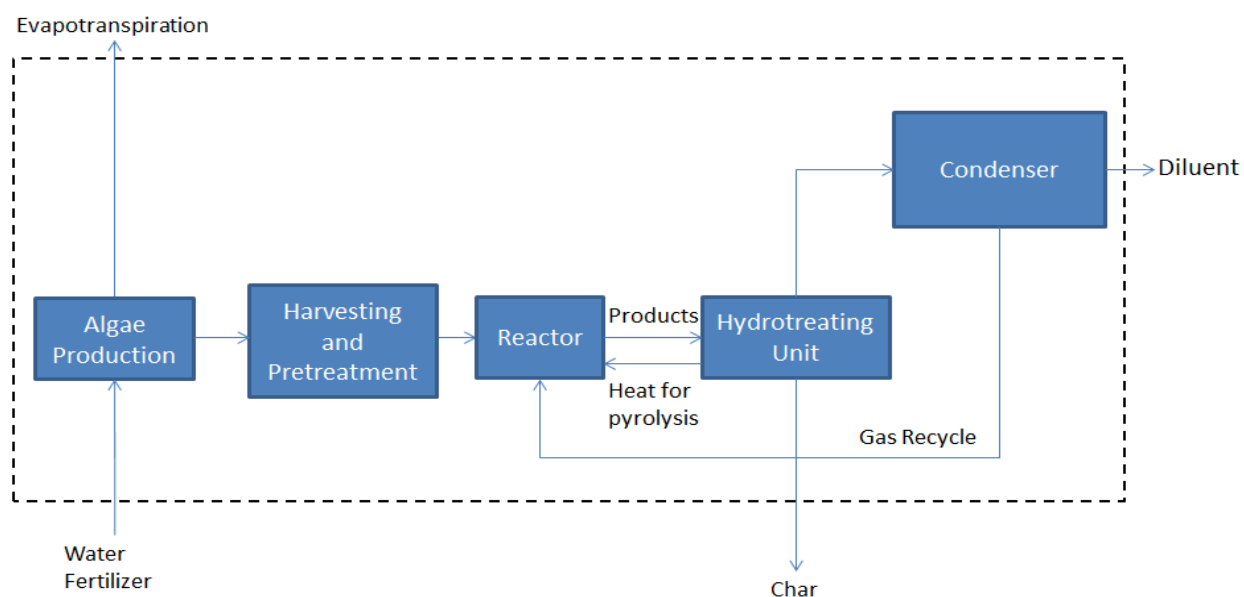 Evapotranspiration
Condenser
Diluent
Algae
Production
Harvesting
and
Pretreatment
Reactor
Products
Hydrotreating
Unit
Heat for
pyrolysis
Gas Recycle
Water
Fertilizer
Char